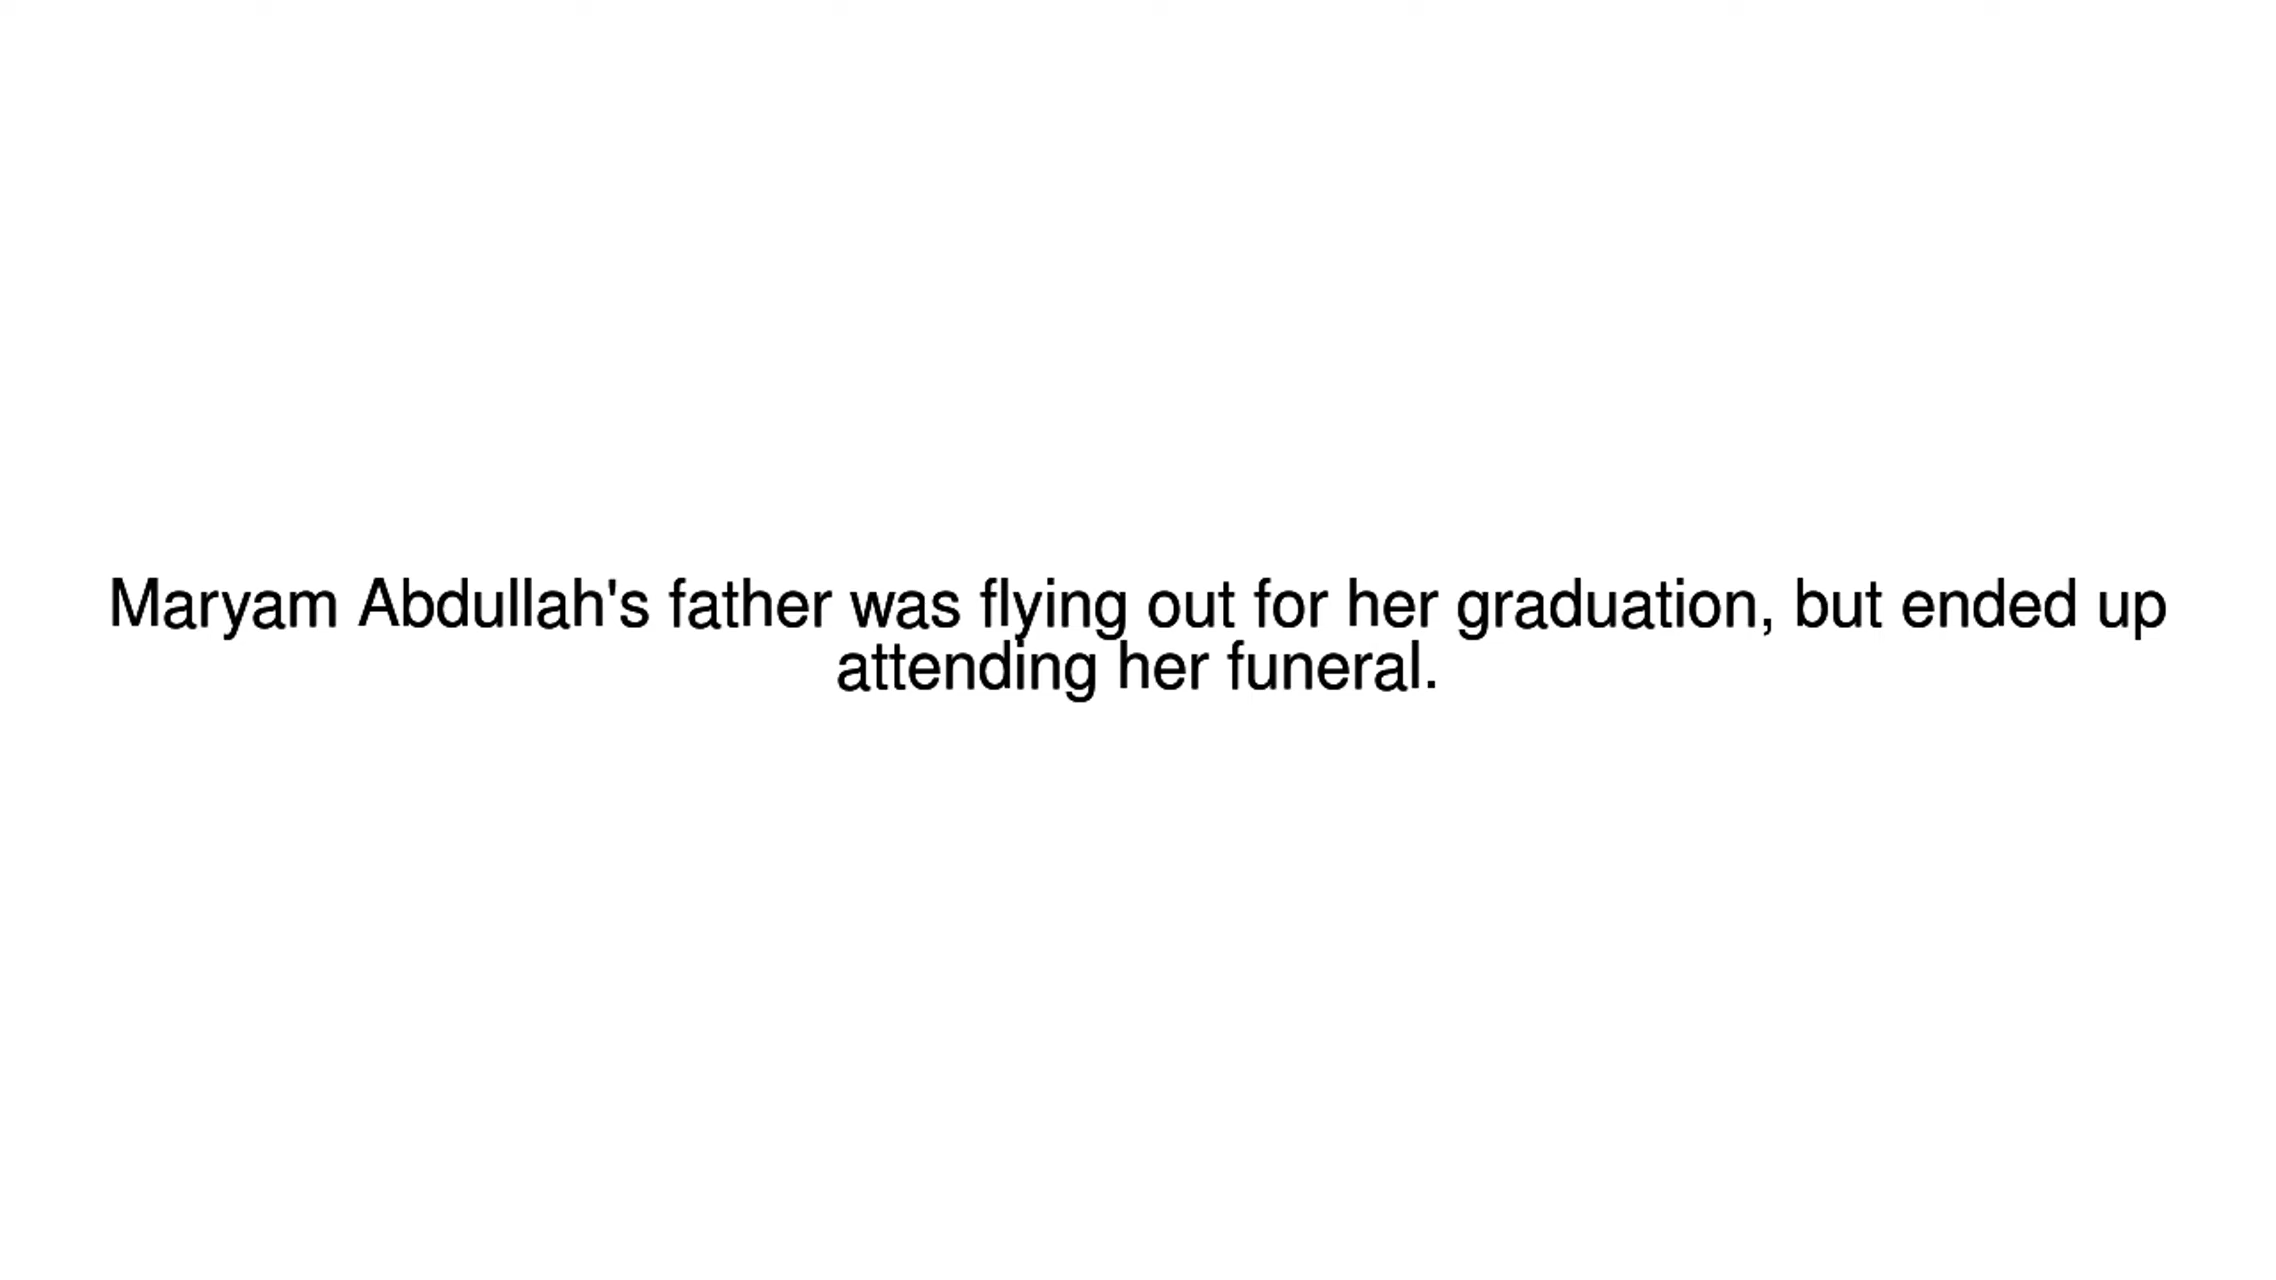 Maryam Abdullah's father was flying out for her graduation, but ended up
attending her funeral.